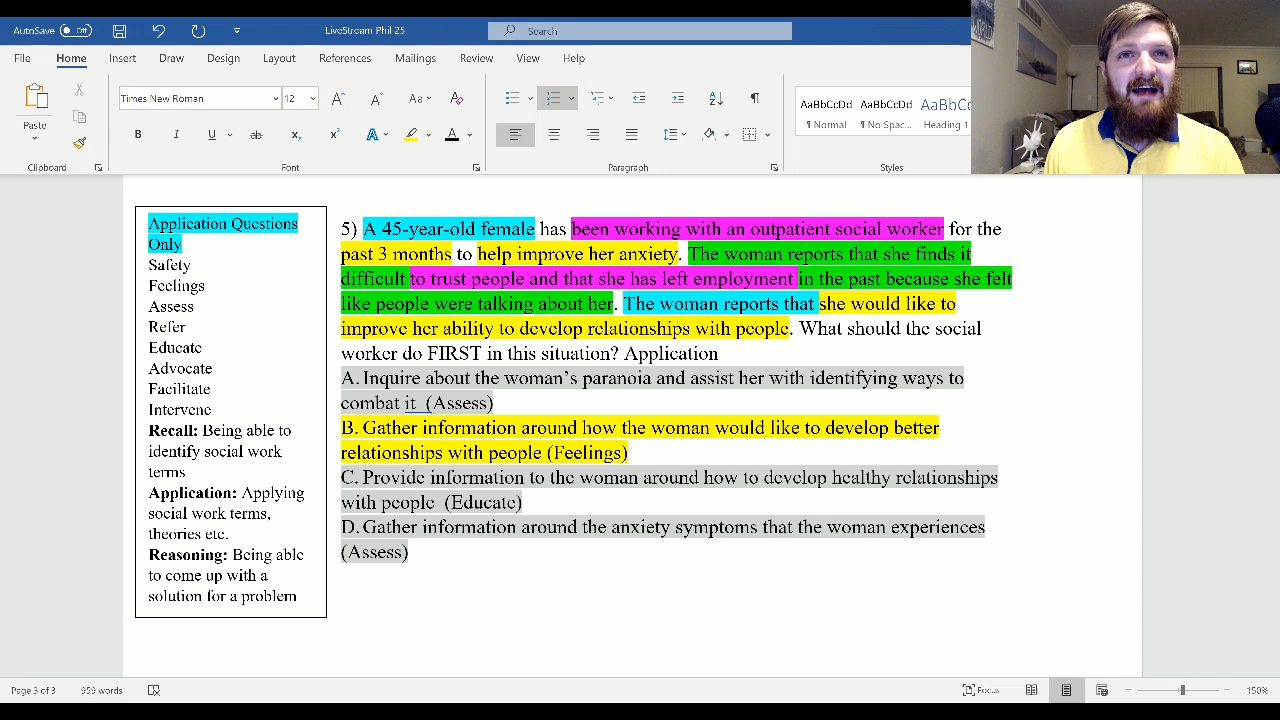 AutoSave Off LiveStream Phil 25 Search
File Home Insert Draw Design Layout References Mailings Review View Help
Times New Roman 12
Paste
AaBbCcDd AaBbCcDd AaBbCc
¶ Normal ¶ No Spac... Heading 1
Clipboard Font Paragraph Styles
Application Questions
Only
Safety
Feelings
Assess
Refer
Educate
Advocate
Facilitate
Intervene
Recall: Being able to
identify social work
terms
Application: Applying
social work terms,
theories etc.
Reasoning: Being able
to come up with a
solution for a problem
5) A 45-year-old female has been working with an outpatient social worker for the
past 3 months to help improve her anxiety. The woman reports that she finds it
difficult to trust people and that she has left employment in the past because she felt
like people were talking about her. The woman reports that she would like to
improve her ability to develop relationships with people. What should the social
worker do FIRST in this situation? Application
A. Inquire about the woman’s paranoia and assist her with identifying ways to
combat it (Assess)
B. Gather information around how the woman would like to develop better
relationships with people (Feelings)
C. Provide information to the woman around how to develop healthy relationships
with people (Educate)
D. Gather information around the anxiety symptoms that the woman experiences
(Assess)
Page 3 of 3 959 words Focus 150%